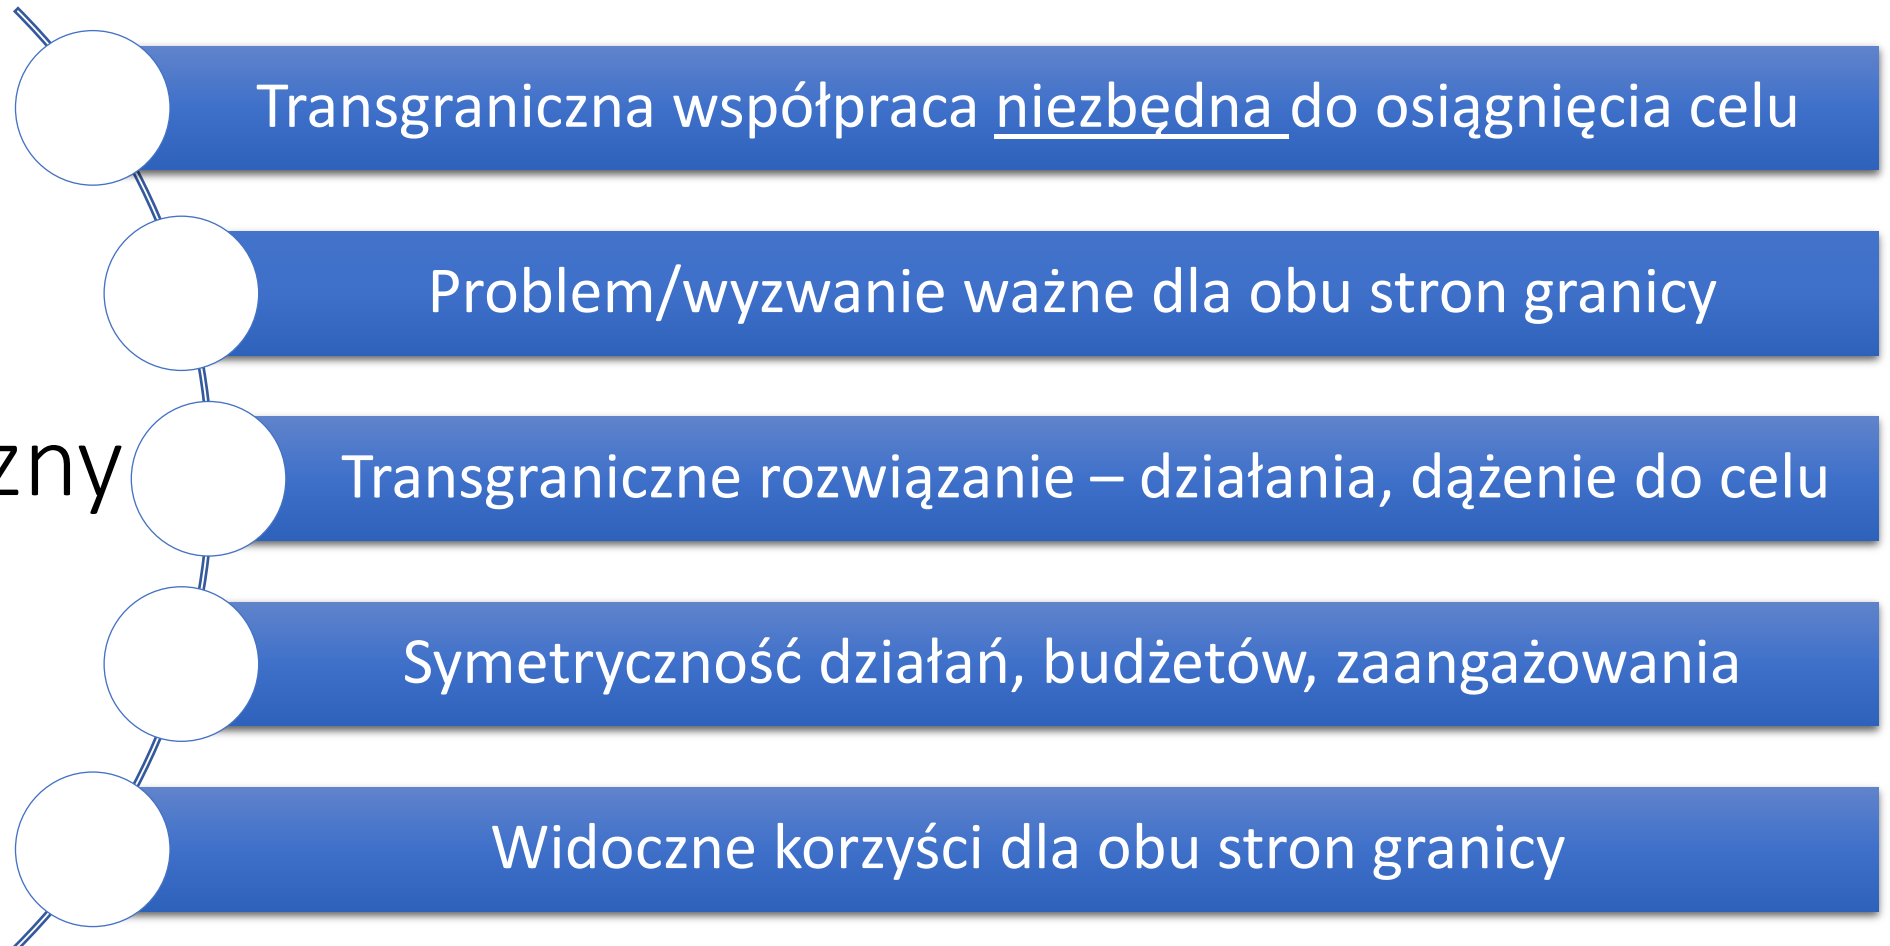 Transgraniczna współpraca niezbędna do osiągnięcia celu
Problem/wyzwanie ważne dla obu stron granicy
zny
Transgraniczne rozwiązanie – działania, dążenie do celu
Symetryczność działań, budżetów, zaangażowania
Widoczne korzyści dla obu stron granicy